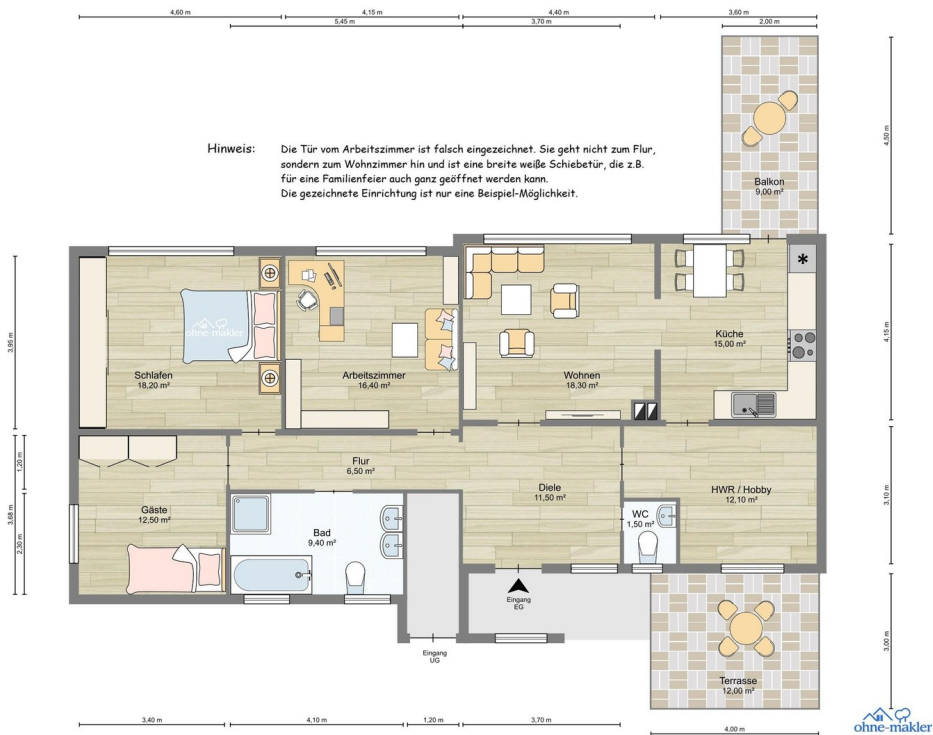 4,60 m
4,15 m
4,40 m
3,60 m
5,45 m
3,70 m
2,00 m
4,50 m
Hinweis: Die Tür vom Arbeitszimmer ist falsch eingezeichnet. Sie geht nicht zum Flur,
sondern zum Wohnzimmer hin und ist eine breite weiße Schiebetür, die z.B.
für eine Familienfeier auch ganz geöffnet werden kann.
Die gezeichnete Einrichtung ist nur eine Beispiel-Möglichkeit.
Balkon
9,00 m²
*
ohne-makler
3,95 m
4,15 m
Schlafen
18,20 m²
Arbeitszimmer
16,40 m²
Wohnen
18,30 m²
Küche
15,00 m²
1,20 m
3,68 m
2,30 m
Flur
6,50 m²
Diele
11,50 m²
HWR / Hobby
12,10 m²
3,10 m
Gäste
12,50 m²
Bad
9,40 m²
WC
1,50 m²
Eingang
EG
Eingang
UG
Terrasse
12,00 m²
3,00 m
3,40 m
4,10 m
1,20 m
3,70 m
4,00 m
ohne-makler